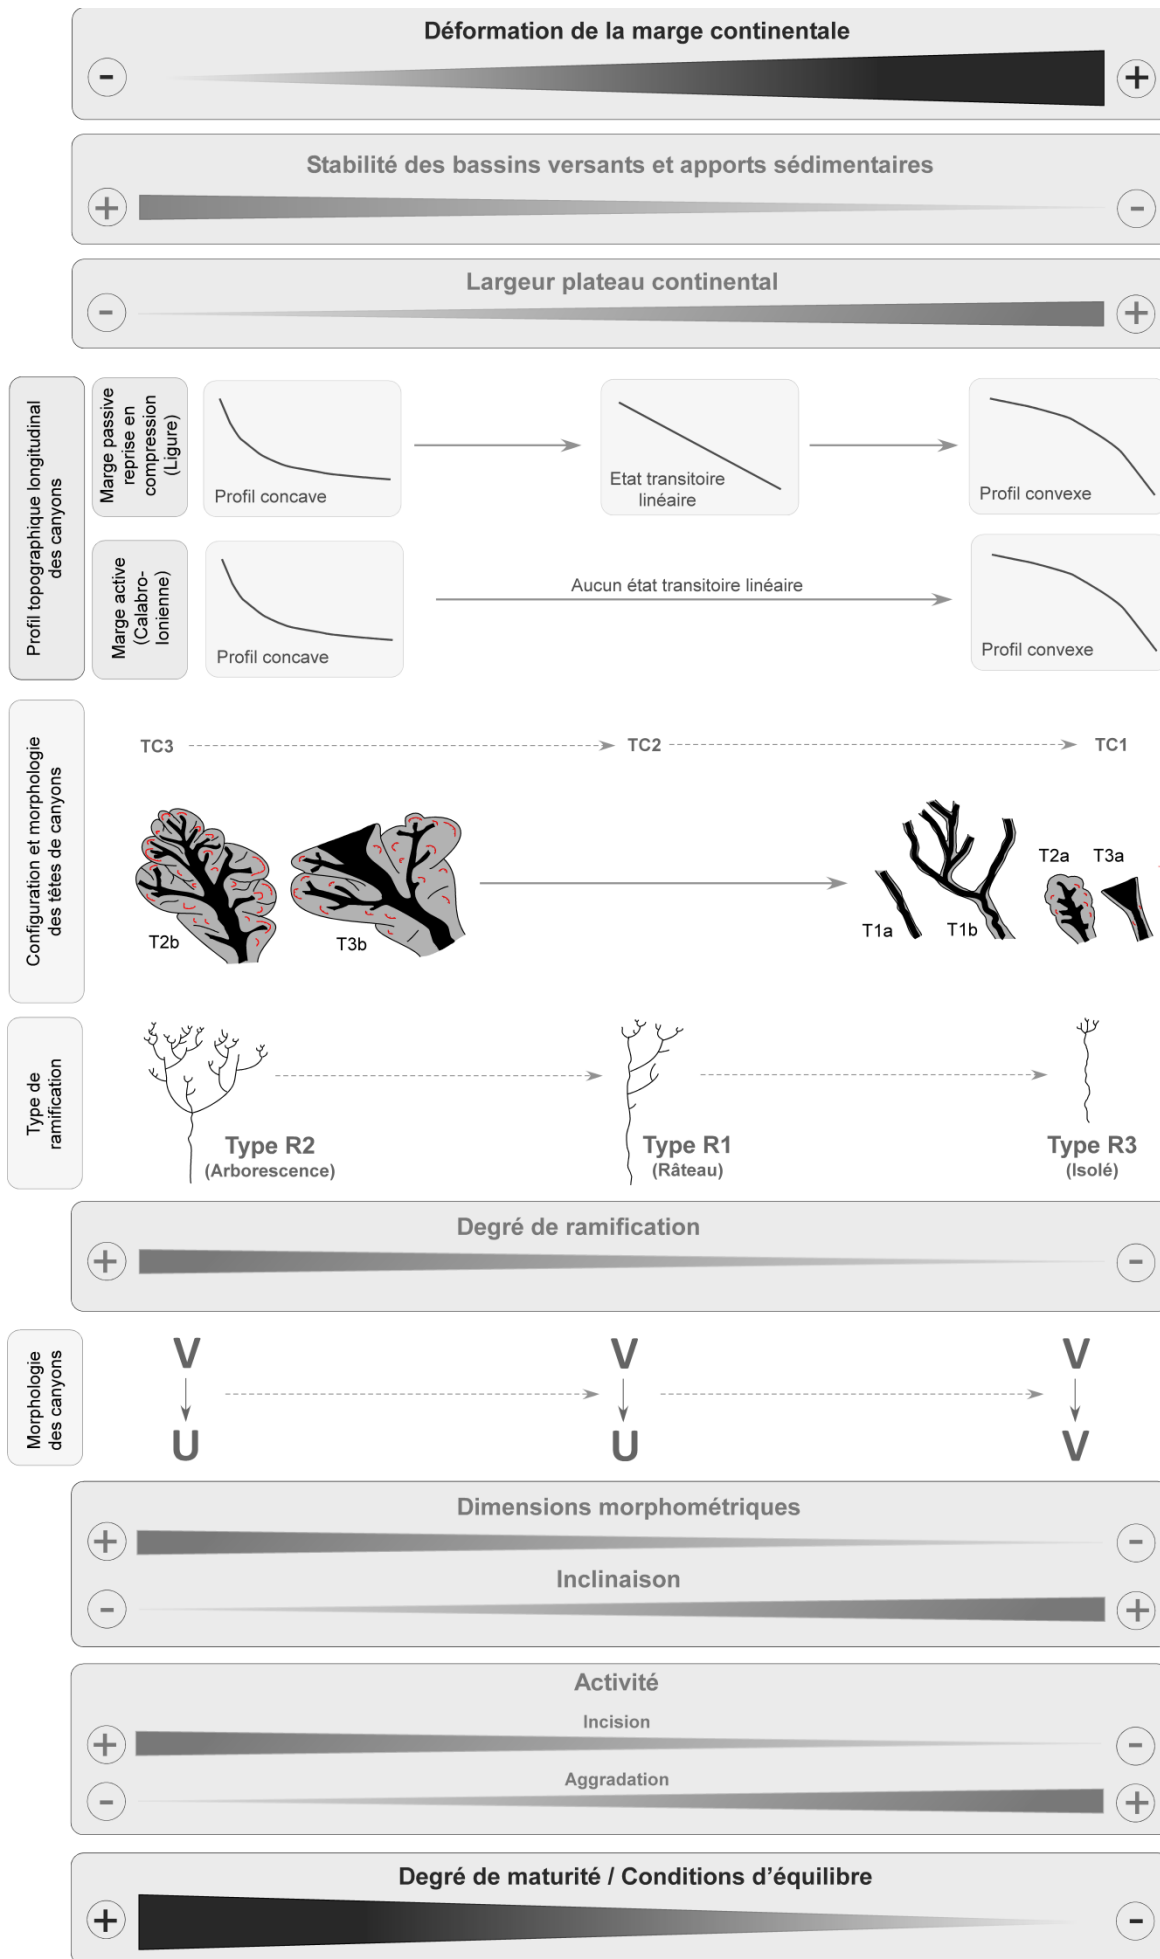 Déformation de la marge continentale
-
+
Stabilité des bassins versants et apports sédimentaires
+
-
Largeur plateau continental
-
+
Profil topographique longitudinal
des canyons
Marge passive
reprise en
compression
(Ligure)
Profil concave
Etat transitoire
linéaire
Profil convexe
Marge active
(Calabro-
Ionienne)
Profil concave
Aucun état transitoire linéaire
Profil convexe
Configuration et morphologie
des têtes de canyons
TC3
TC2
TC1
T2b
T3b
T1a
T1b
T2a
T3a
Type de
ramification
Type R2
(Arborescence)
Type R1
(Râteau)
Type R3
(Isolé)
Degré de ramification
+
-
Morphologie
des canyons
V
V
V
U
U
V
Dimensions morphométriques
+
-
Inclinaison
-
+
Activité
Incision
+
-
Aggradation
-
+
Degré de maturité / Conditions d'équilibre
+
-